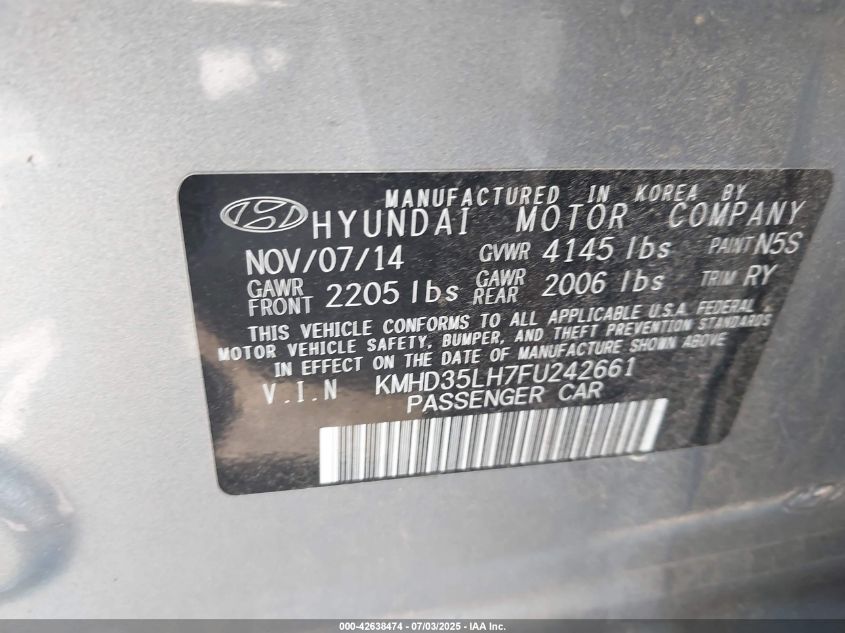 MANUFACTURED IN KOREA BY
HYUNDAI MOTOR COMPANY
NOV/07/14 GVWR 4145 lbs PAINT N5S
GAWR FRONT 2205 lbs GAWR REAR 2006 lbs TRIM RY
THIS VEHICLE CONFORMS TO ALL APPLICABLE U.S.A. FEDERAL
MOTOR VEHICLE SAFETY, BUMPER, AND THEFT PREVENTION STANDARDS
IN EFFECT ON THE DATE OF MANUFACTURE SHOWN ABOVE
V.I.N KMHD35LH7FU242661
PASSENGER CAR
000-42638474 - 07/03/2025 - IAA Inc.